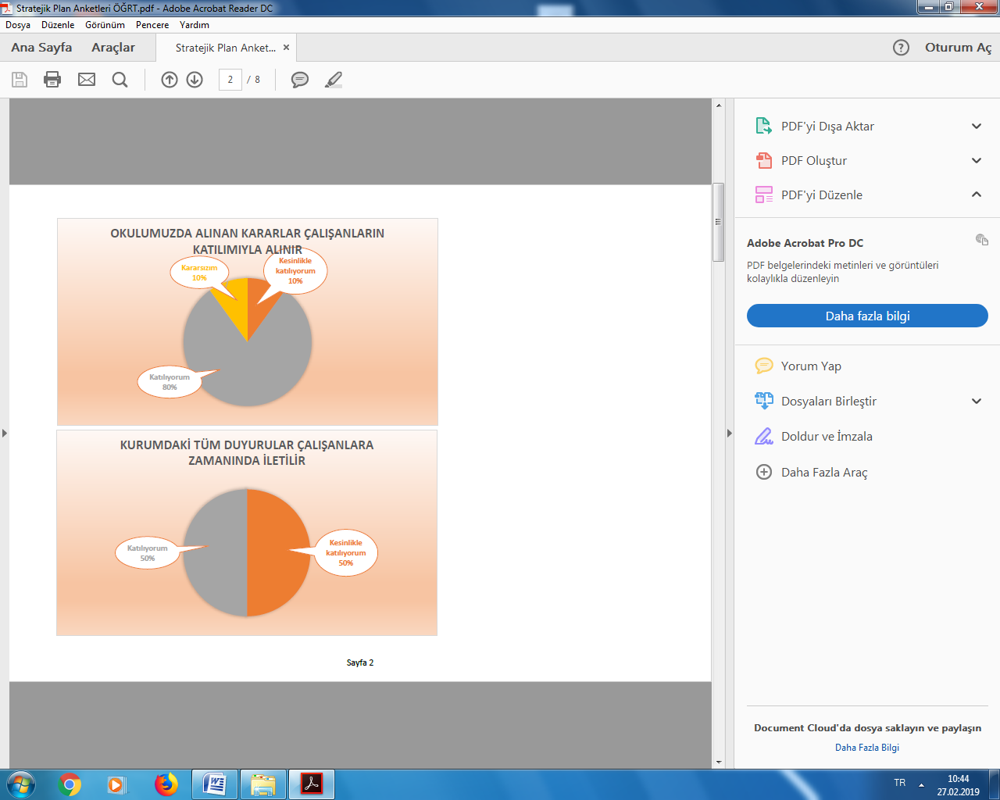 Stratejik Plan Anketleri ÖĞRT.pdf - Adobe Acrobat Reader DC
Dosya Düzenle Görünüm Pencere Yardım
Ana Sayfa Araçlar Stratejik Plan Anket... × ? Oturum Aç
2 / 8
OKULUMUZDA ALINAN KARARLAR ÇALIŞANLARIN
KATILIMIYLA ALINIR
Kararsızım
10%
Kesinlikle
katılıyorum
10%
Katılıyorum
80%
KURUMDAKİ TÜM DUYURULAR ÇALIŞANLARA
ZAMANINDA İLETİLİR
Katılıyorum
50%
Kesinlikle
katılıyorum
50%
Sayfa 2
PDF'yi Dışa Aktar
PDF Oluştur
PDF'yi Düzenle
Adobe Acrobat Pro DC
PDF belgelerindeki metinleri ve görüntüleri
kolaylıkla düzenleyin
Daha fazla bilgi
Yorum Yap
Dosyaları Birleştir
Doldur ve İmzala
Daha Fazla Araç
Document Cloud'da dosya saklayın ve paylaşın
Daha Fazla Bilgi
TR
10:44
27.02.2019